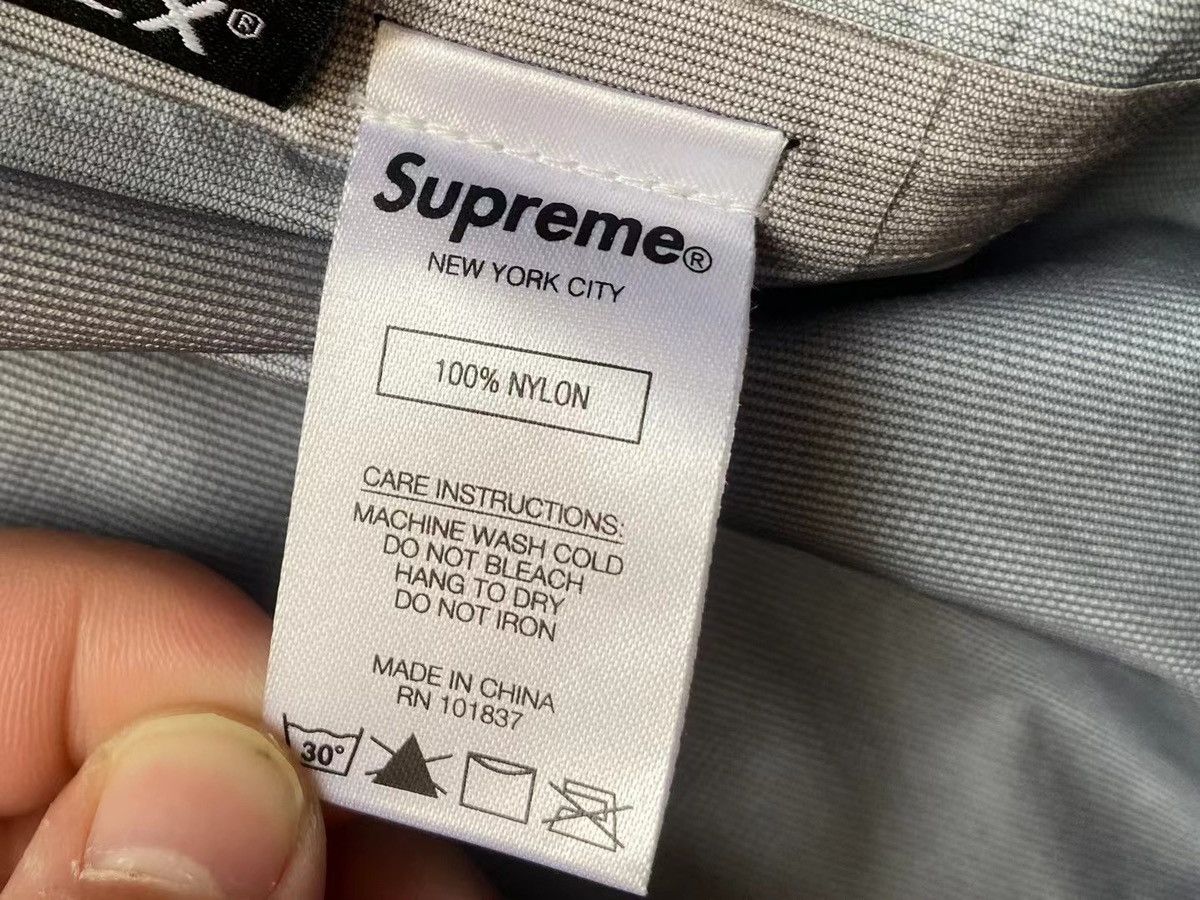 X®
Supreme®
NEW YORK CITY
100% NYLON
CARE INSTRUCTIONS:
MACHINE WASH COLD
DO NOT BLEACH
HANG TO DRY
DO NOT IRON
MADE IN CHINA
RN 101837
30°